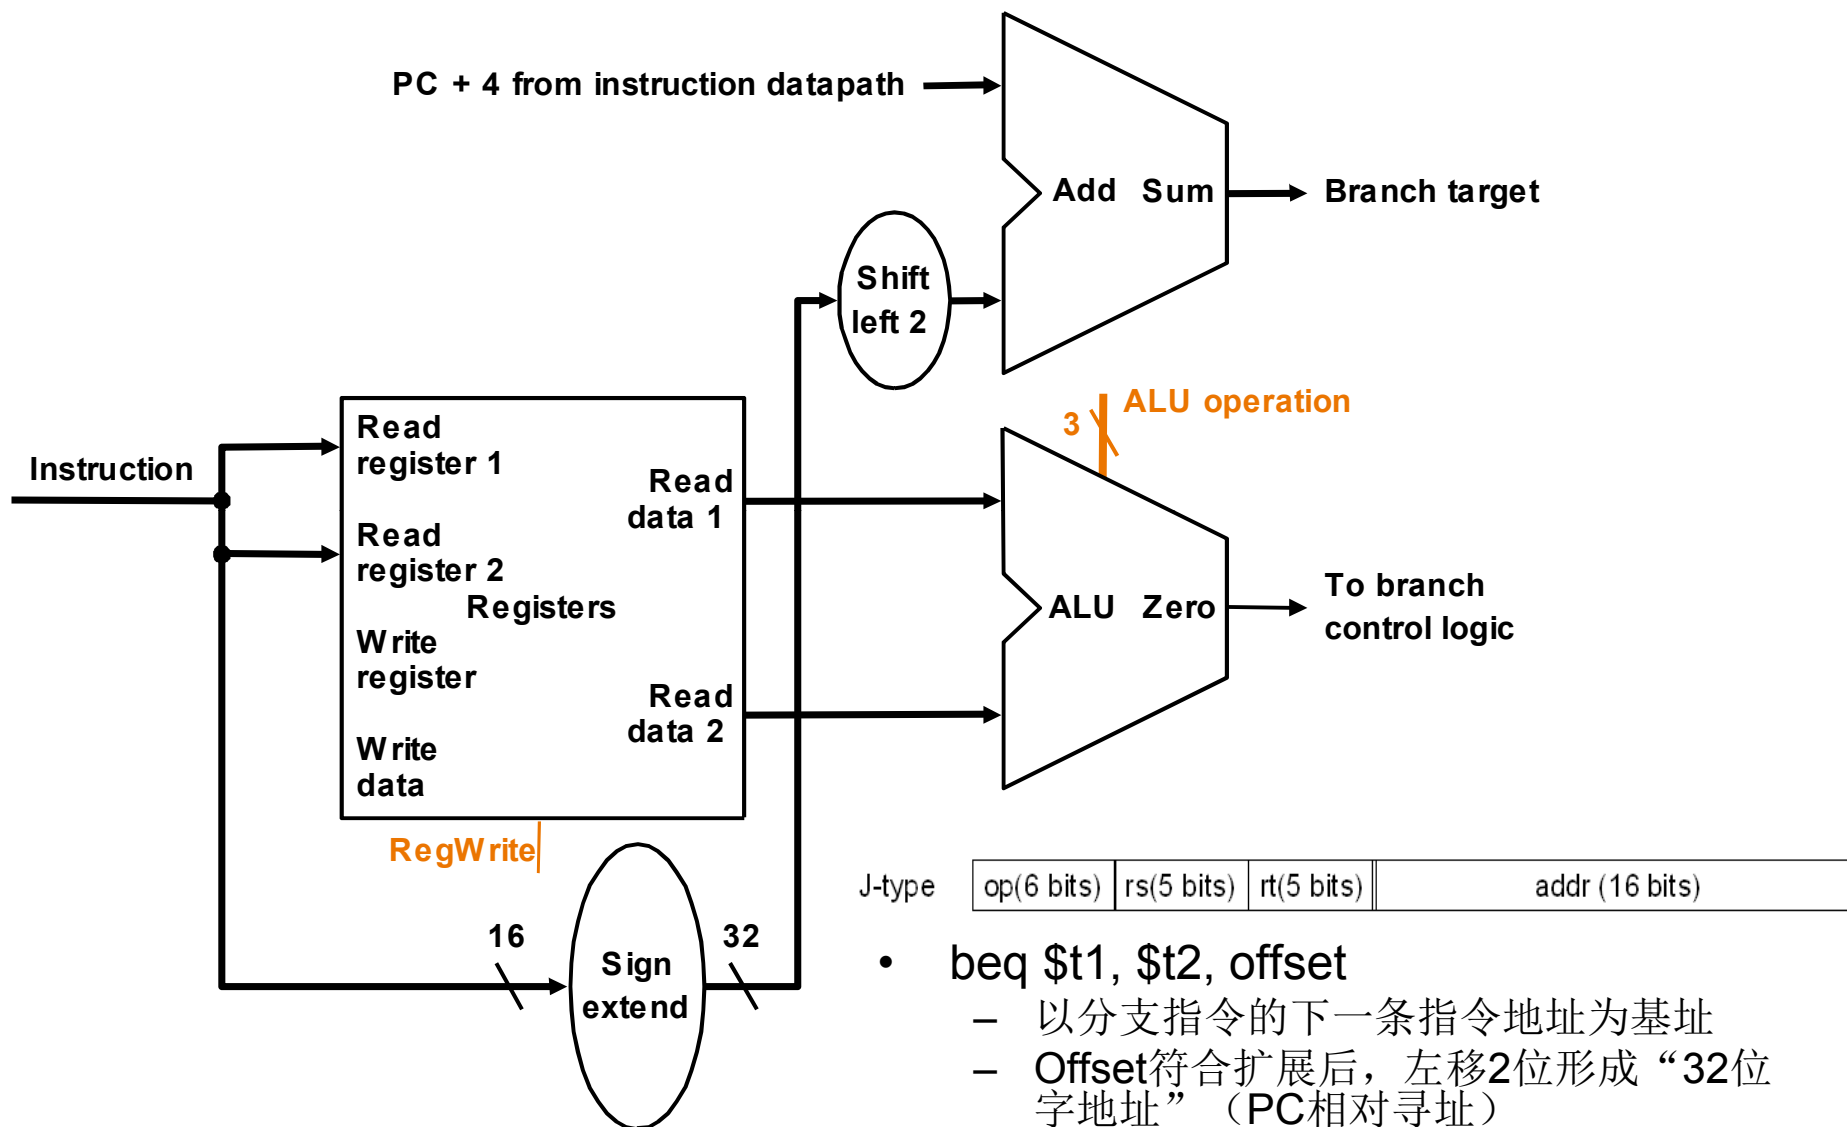 PC + 4 from instruction datapath
Add Sum
Branch target
Shift
left 2
ALU operation
3
Instruction
Read
register 1
Read
data 1
Read
register 2
Registers
Write
register
Read
data 2
Write
data
RegWrite
ALU Zero
To branch
control logic
16
Sign
extend
32
J-type op(6 bits) rs(5 bits) rt(5 bits) addr (16 bits)
• beq $t1, $t2, offset
– 以分支指令的下一条指令地址为基址
– Offset符合扩展后，左移2位形成“32位
字地址”（PC相对寻址）